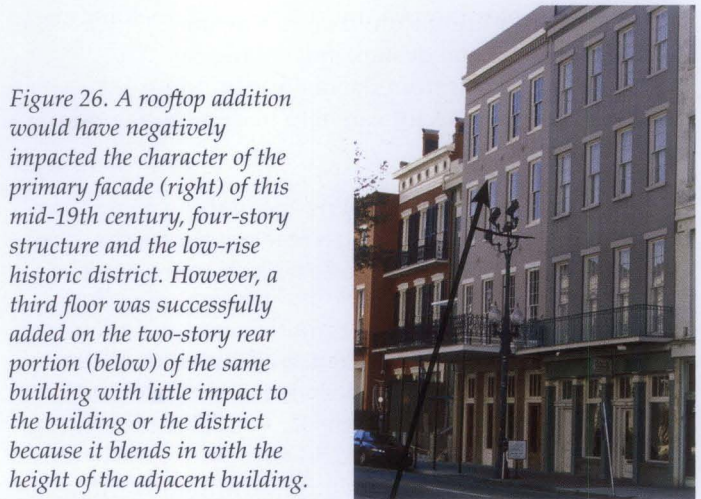 Figure 26. A rooftop addition
would have negatively
impacted the character of the
primary facade (right) of this
mid-19th century, four-story
structure and the low-rise
historic district. However, a
third floor was successfully
added on the two-story rear
portion (below) of the same
building with little impact to
the building or the district
because it blends in with the
height of the adjacent building.